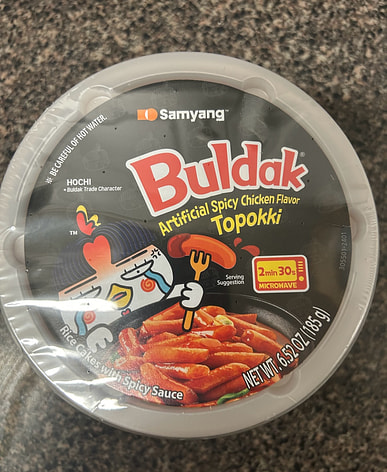 Samyang™
※ BE CAREFUL OF HOT WATER.
Buldak®
HOCHI
• Buldak Trade Character
Artificial Spicy Chicken Flavor
Topokki
TM
Serving
Suggestion
2min 30s
MICROWAVE
Rice Cakes with Spicy Sauce
NET WT. 6.52 OZ (185 g)